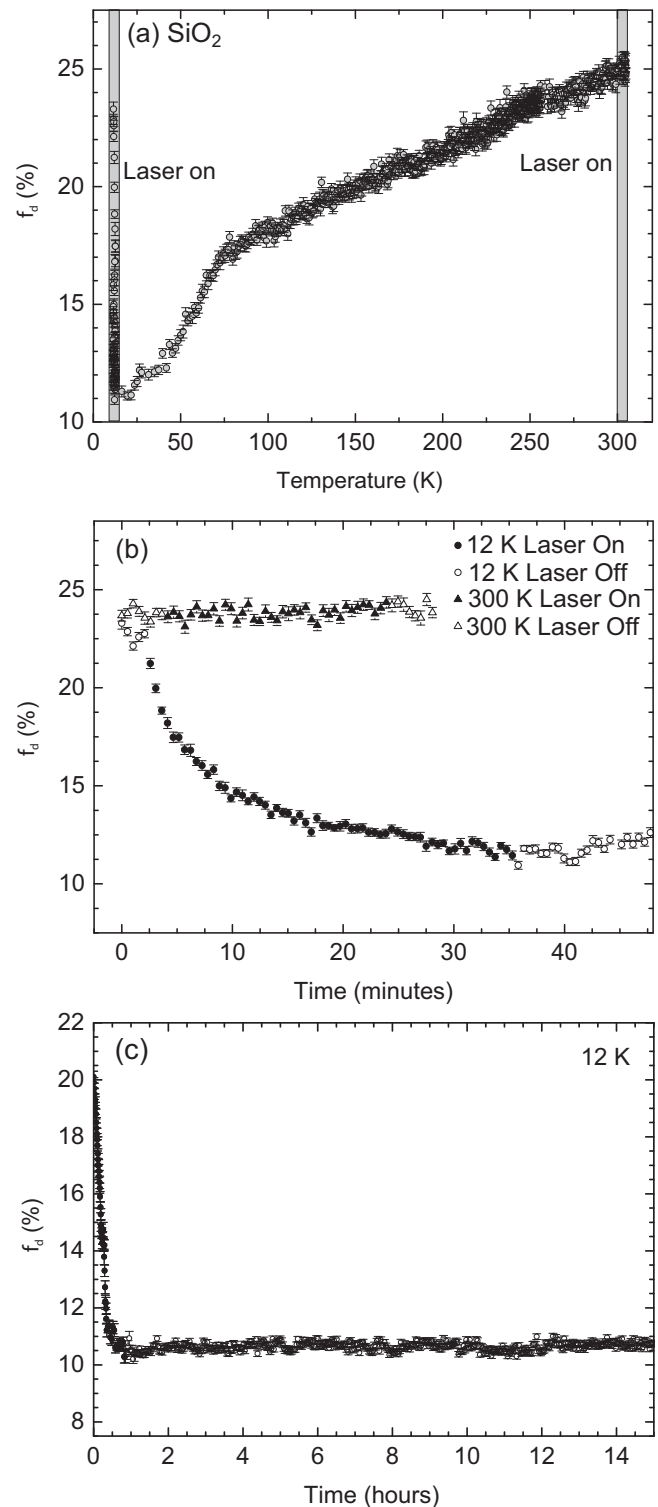 (a) SiO₂
25
20
15
10
Laser on
Laser on
f_d (%)
0 50 100 150 200 250 300
Temperature (K)
(b)
12 K Laser On
12 K Laser Off
300 K Laser On
300 K Laser Off
25
20
15
10
f_d (%)
0 10 20 30 40
Time (minutes)
(c)
12 K
22
20
18
16
14
12
10
8
f_d (%)
0 2 4 6 8 10 12 14
Time (hours)